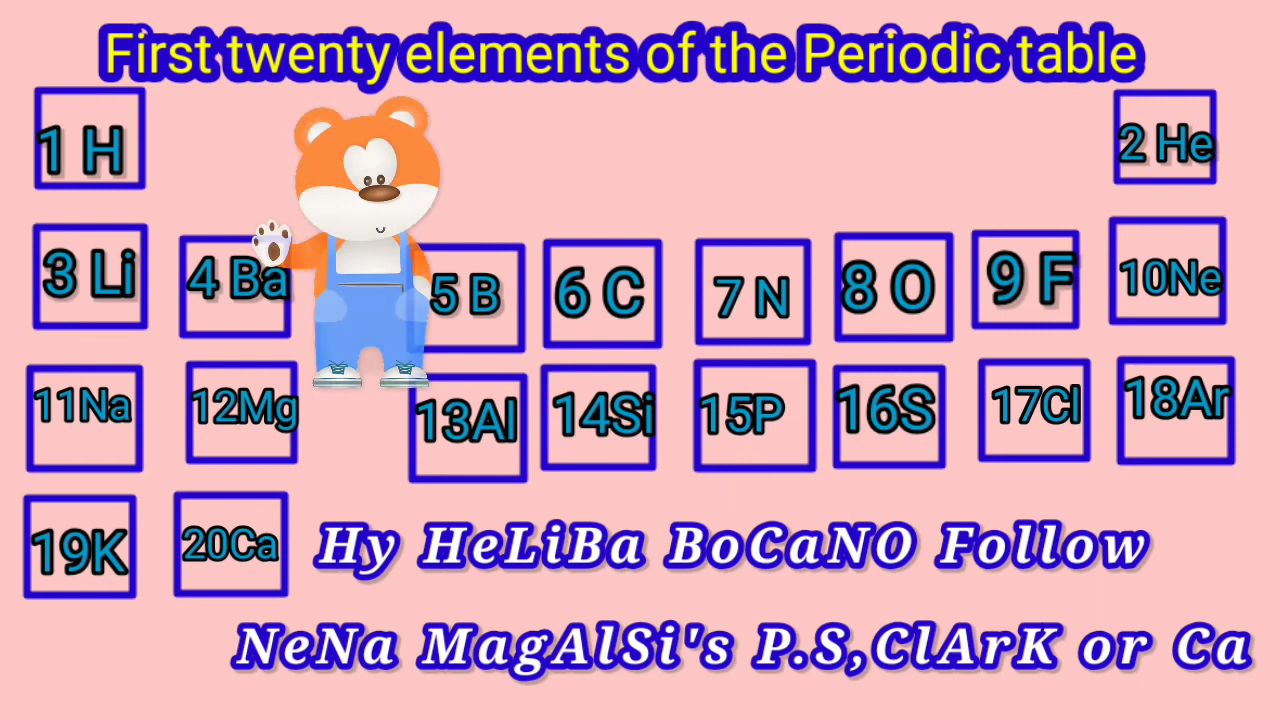 First twenty elements of the Periodic table
1 H 2 He
3 Li 4 Ba 5 B 6 C 7 N 8 O 9 F 10Ne
11Na 12Mg 13Al 14Si 15P 16S 17Cl 18Ar
19K 20Ca Hy HeLiBa BoCaNO Follow
NeNa MagAlSi's P.S,ClArK or Ca